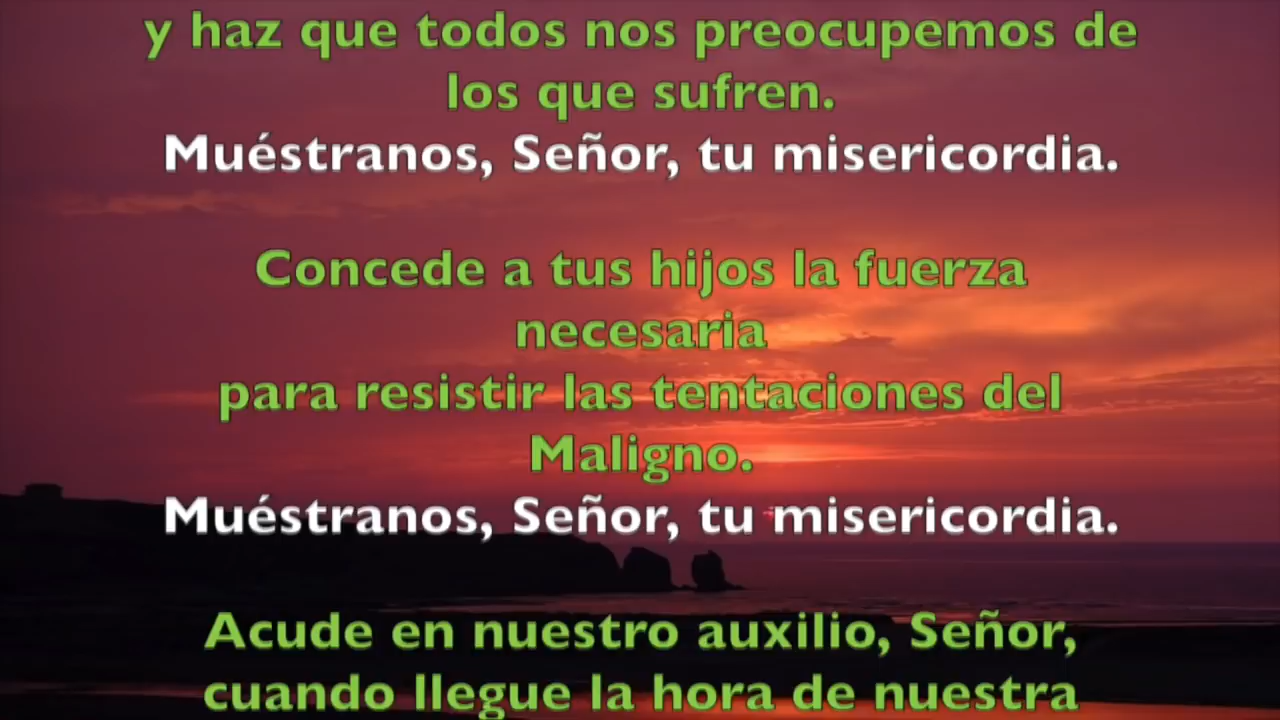 y haz que todos nos preocupemos de
los que sufren.
Muéstranos, Señor, tu misericordia.
Concede a tus hijos la fuerza
necesaria
para resistir las tentaciones del
Maligno.
Muéstranos, Señor, tu misericordia.
Acude en nuestro auxilio, Señor,
cuando llegue la hora de nuestra